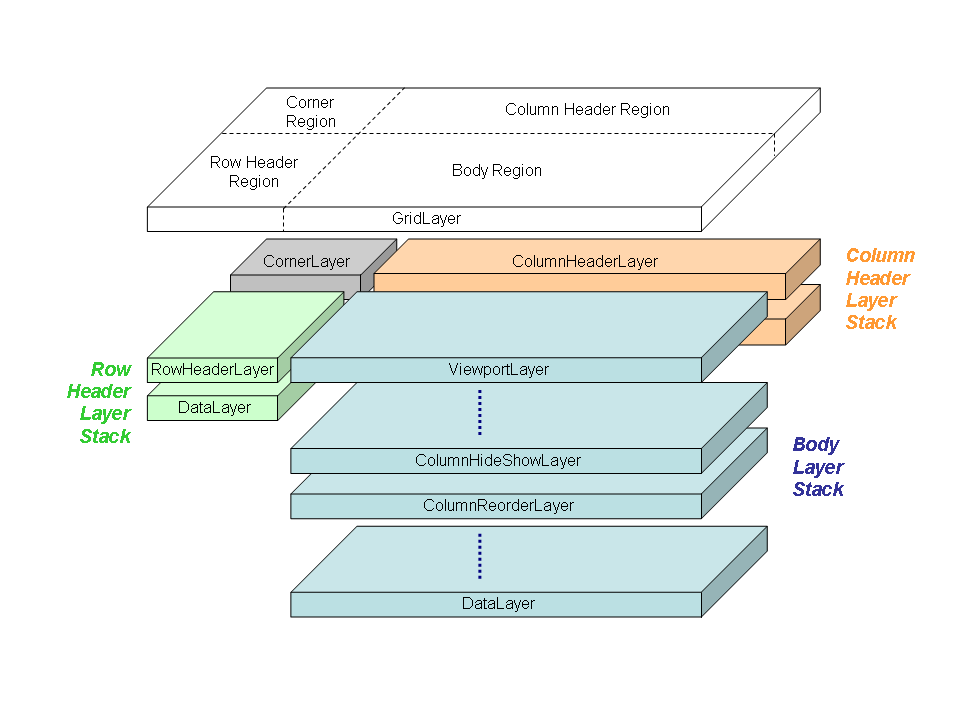 Corner
Region
Column Header Region
Row Header
Region
Body Region
GridLayer
CornerLayer
ColumnHeaderLayer
Column
Header
Layer
Stack
RowHeaderLayer
ViewportLayer
Row
Header
Layer
Stack
DataLayer
ColumnHideShowLayer
Body
Layer
Stack
ColumnReorderLayer
DataLayer